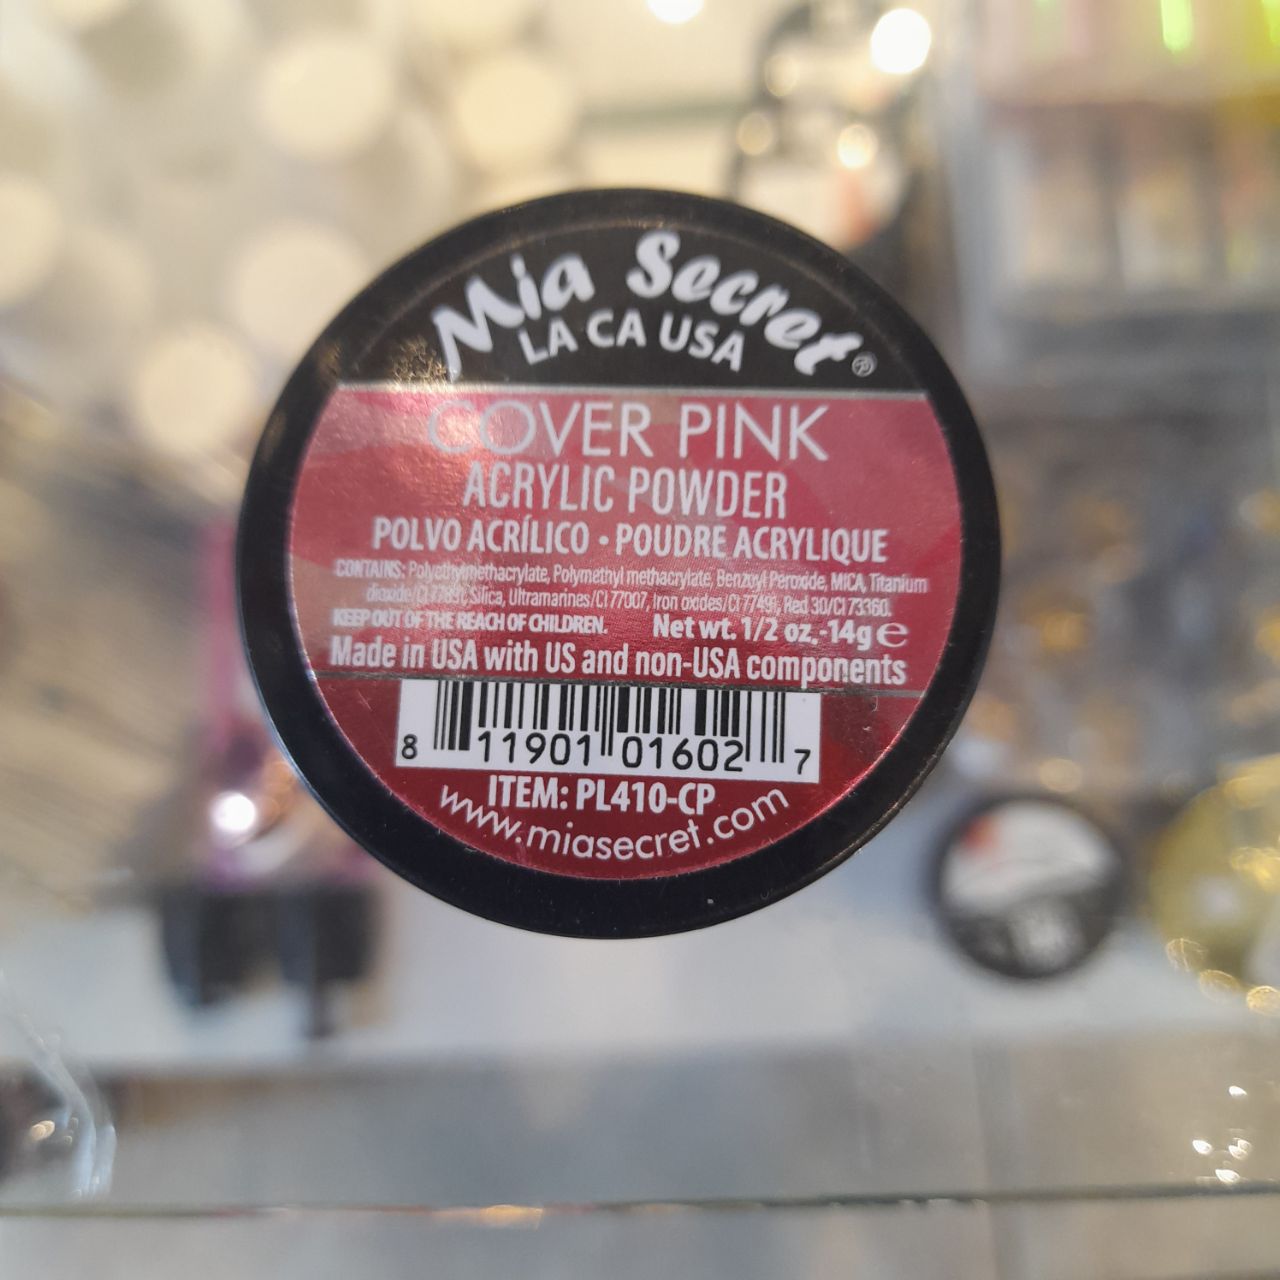 Mia Secret®
LA CA USA
COVER PINK
ACRYLIC POWDER
POLVO ACRÍLICO • POUDRE ACRYLIQUE
CONTAINS: Polyethylmethacrylate, Polymethyl methacrylate, Benzoyl Peroxide, MICA, Titanium
dioxide/CI 77891, Silica, Ultramarines/CI 77007, Iron oxides/CI 77491, Red 30/CI 73360.
KEEP OUT OF THE REACH OF CHILDREN. Net wt. 1/2 oz.-14g e
Made in USA with US and non-USA components
8 11901 01602 7
ITEM: PL410-CP
www.miasecret.com